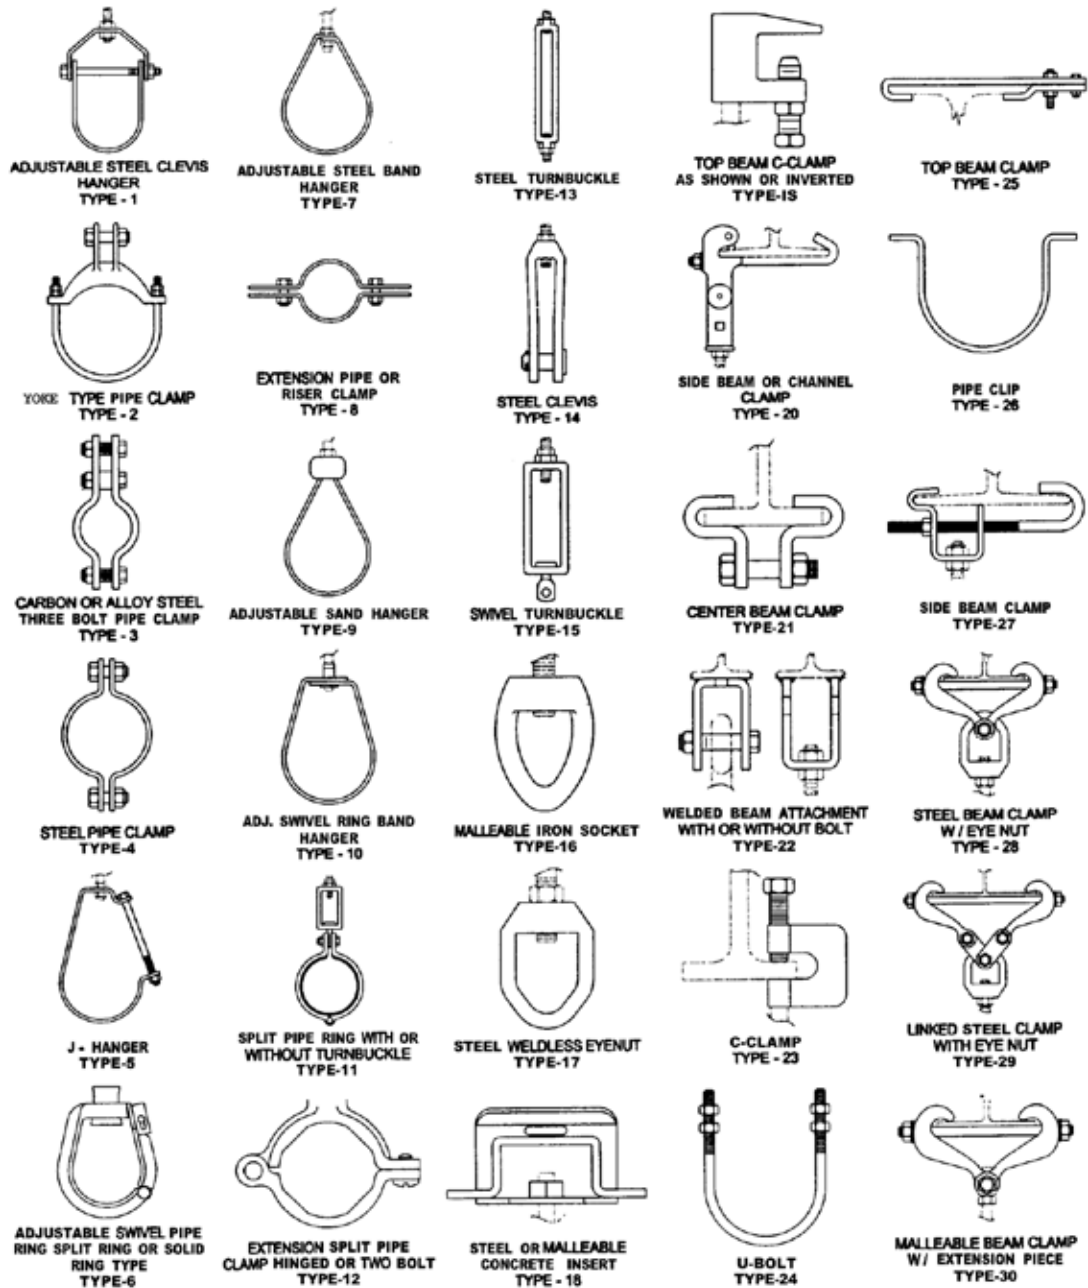 ADJUSTABLE STEEL CLEVIS
HANGER
TYPE - 1
ADJUSTABLE STEEL BAND
HANGER
TYPE-7
STEEL TURNBUCKLE
TYPE-13
TOP BEAM C-CLAMP
AS SHOWN OR INVERTED
TYPE-IS
TOP BEAM CLAMP
TYPE - 25
YOKE TYPE PIPE CLAMP
TYPE - 2
EXTENSION PIPE OR
RISER CLAMP
TYPE - 8
STEEL CLEVIS
TYPE - 14
SIDE BEAM OR CHANNEL
CLAMP
TYPE - 20
PIPE CLIP
TYPE - 26
CARBON OR ALLOY STEEL
THREE BOLT PIPE CLAMP
TYPE - 3
ADJUSTABLE SAND HANGER
TYPE-9
SWIVEL TURNBUCKLE
TYPE-15
CENTER BEAM CLAMP
TYPE-21
SIDE BEAM CLAMP
TYPE-27
STEEL PIPE CLAMP
TYPE-4
ADJ. SWIVEL RING BAND
HANGER
TYPE - 10
MALLEABLE IRON SOCKET
TYPE-16
WELDED BEAM ATTACHMENT
WITH OR WITHOUT BOLT
TYPE-22
STEEL BEAM CLAMP
W / EYE NUT
TYPE - 28
J - HANGER
TYPE-5
SPLIT PIPE RING WITH OR
WITHOUT TURNBUCKLE
TYPE-11
STEEL WELDLESS EYENUT
TYPE-17
C-CLAMP
TYPE - 23
LINKED STEEL CLAMP
WITH EYE NUT
TYPE-29
ADJUSTABLE SWIVEL PIPE
RING SPLIT RING OR SOLID
RING TYPE
TYPE-6
EXTENSION SPLIT PIPE
CLAMP HINGED OR TWO BOLT
TYPE-12
STEEL OR MALLEABLE
CONCRETE INSERT
TYPE - 18
U-BOLT
TYPE-24
MALLEABLE BEAM CLAMP
W/ EXTENSION PIECE
TYPE-30